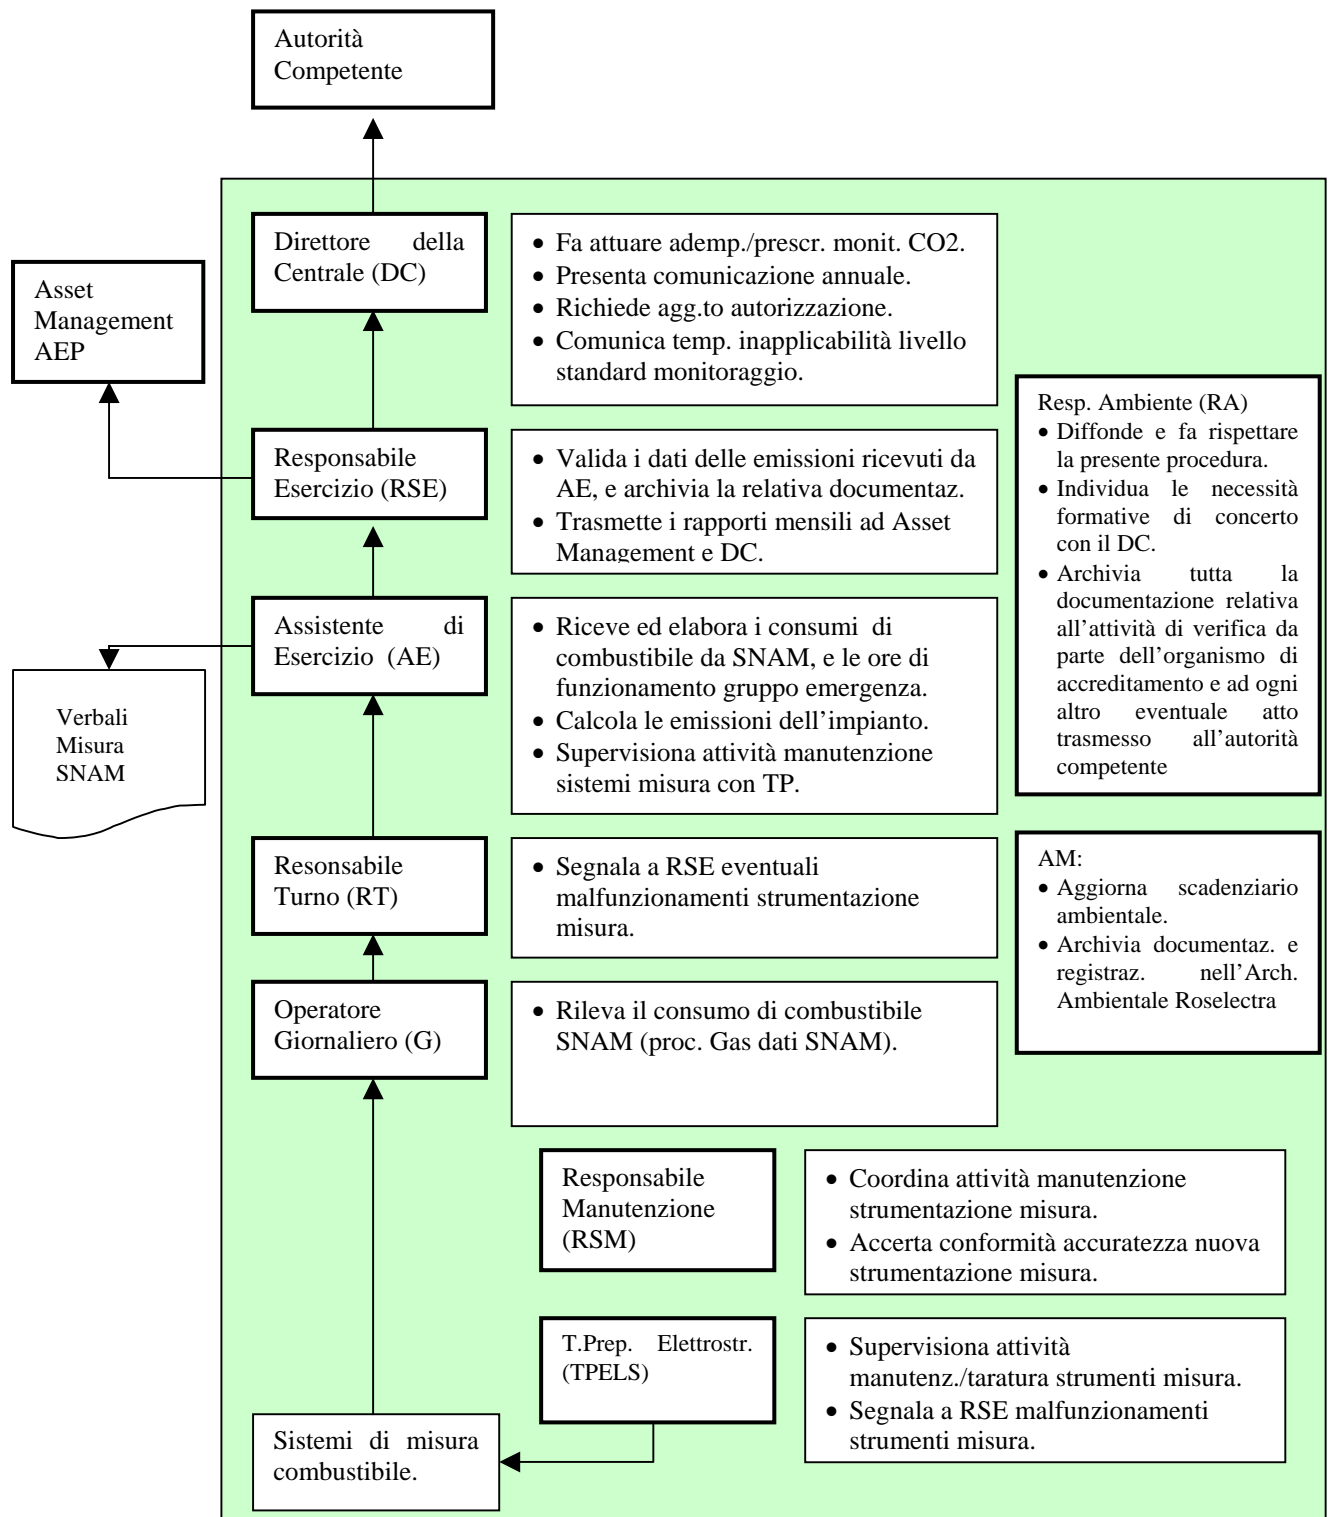 Autorità
Competente
Direttore della
Centrale (DC)
• Fa attuare ademp./prescr. monit. CO2.
• Presenta comunicazione annuale.
• Richiede agg.to autorizzazione.
• Comunica temp. inapplicabilità livello
standard monitoraggio.
Asset
Management
AEP
Resp. Ambiente (RA)
• Diffonde e fa rispettare
la presente procedura.
• Individua le necessità
formative di concerto
con il DC.
• Archivia tutta la
documentazione relativa
all'attività di verifica da
parte dell'organismo di
accreditamento e ad ogni
altro eventuale atto
trasmesso all'autorità
competente
Responsabile
Esercizio (RSE)
• Valida i dati delle emissioni ricevuti da
AE, e archivia la relativa documentaz.
• Trasmette i rapporti mensili ad Asset
Management e DC.
Assistente di
Esercizio (AE)
• Riceve ed elabora i consumi di
combustibile da SNAM, e le ore di
funzionamento gruppo emergenza.
• Calcola le emissioni dell'impianto.
• Supervisiona attività manutenzione
sistemi misura con TP.
Verbali
Misura
SNAM
Resonsabile
Turno (RT)
• Segnala a RSE eventuali
malfunzionamenti strumentazione
misura.
AM:
• Aggiorna scadenziario
ambientale.
• Archivia documentaz. e
registraz. nell'Arch.
Ambientale Roselectra
Operatore
Giornaliero (G)
• Rileva il consumo di combustibile
SNAM (proc. Gas dati SNAM).
Responsabile
Manutenzione
(RSM)
• Coordina attività manutenzione
strumentazione misura.
• Accerta conformità accuratezza nuova
strumentazione misura.
T.Prep. Elettrostr.
(TPELS)
• Supervisiona attività
manutenz./taratura strumenti misura.
• Segnala a RSE malfunzionamenti
strumenti misura.
Sistemi di misura
combustibile.